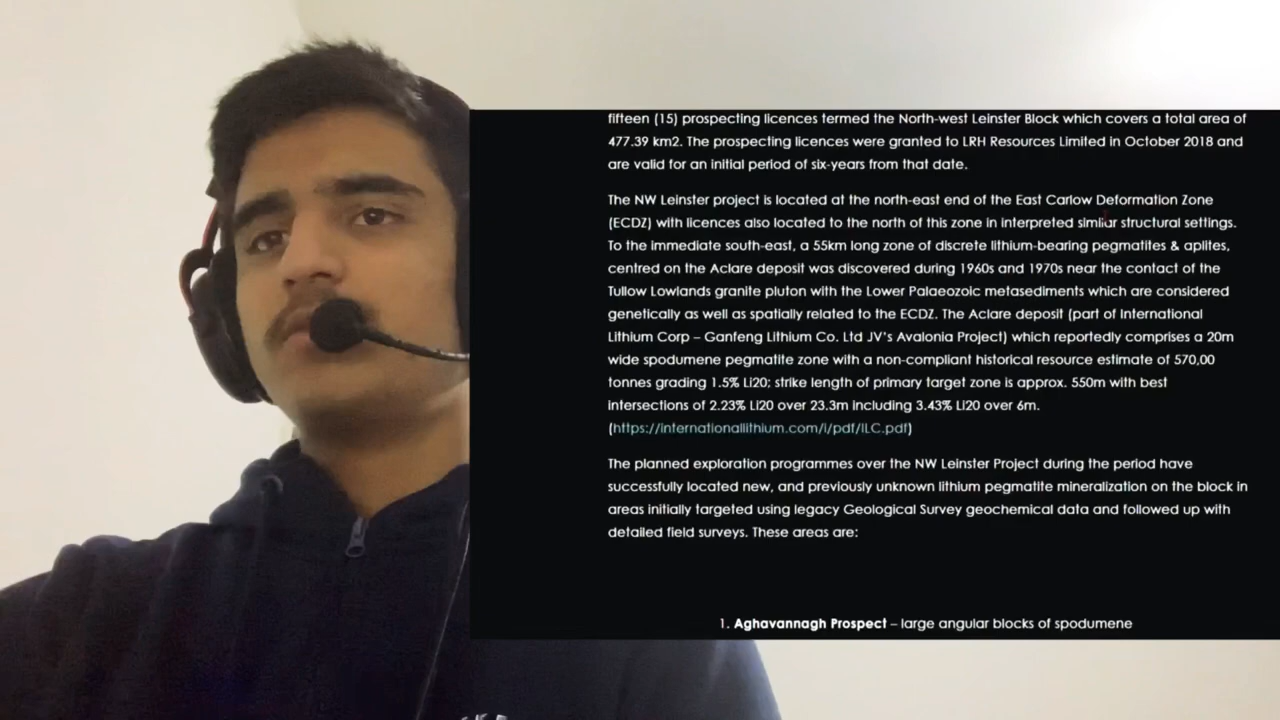 fifteen (15) prospecting licences termed the North-west Leinster Block which covers a total area of
477.39 km2. The prospecting licences were granted to LRH Resources Limited in October 2018 and
are valid for an initial period of six-years from that date.
The NW Leinster project is located at the north-east end of the East Carlow Deformation Zone
(ECDZ) with licences also located to the north of this zone in interpreted similar structural settings.
To the immediate south-east, a 55km long zone of discrete lithium-bearing pegmatites & aplites,
centred on the Aclare deposit was discovered during 1960s and 1970s near the contact of the
Tullow Lowlands granite pluton with the Lower Palaeozoic metasediments which are considered
genetically as well as spatially related to the ECDZ. The Aclare deposit (part of International
Lithium Corp – Ganfeng Lithium Co. Ltd JV's Avalonia Project) which reportedly comprises a 20m
wide spodumene pegmatite zone with a non-compliant historical resource estimate of 570,00
tonnes grading 1.5% Li20; strike length of primary target zone is approx. 550m with best
intersections of 2.23% Li20 over 23.3m including 3.43% Li20 over 6m.
(https://internationallithium.com/i/pdf/ILC.pdf)
The planned exploration programmes over the NW Leinster Project during the period have
successfully located new, and previously unknown lithium pegmatite mineralization on the block in
areas initially targeted using legacy Geological Survey geochemical data and followed up with
detailed field surveys. These areas are:
1. Aghavannagh Prospect – large angular blocks of spodumene